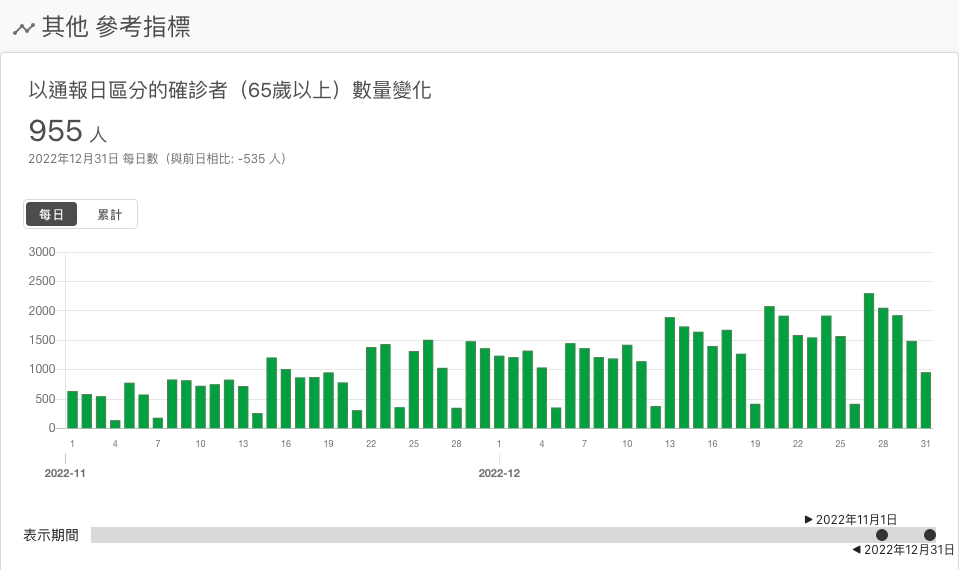 其他 參考指標
以通報日區分的確診者（65歲以上）數量變化
955 人
2022年12月31日 每日數（與前日相比: -535 人）
每日 累計
3000
2500
2000
1500
1000
500
0
1 4 7 10 13 16 19 22 25 28 1 4 7 10 13 16 19 22 25 28 31
2022-11 2022-12
▶ 2022年11月1日
表示期間
◀ 2022年12月31日